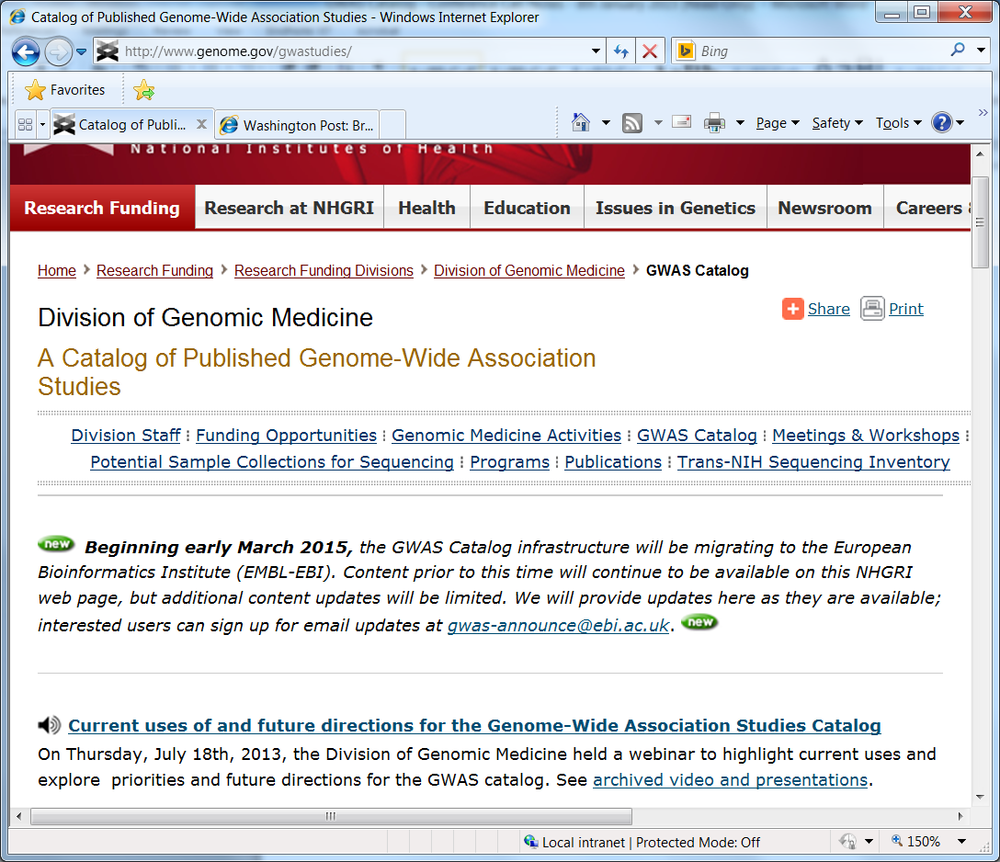 Catalog of Published Genome-Wide Association Studies - Windows Internet Explorer
http://www.genome.gov/gwastudies/
Bing
Favorites
Catalog of Publi...
Washington Post: Br...
Page
Safety
Tools
National Institutes of Health
Research Funding
Research at NHGRI
Health
Education
Issues in Genetics
Newsroom
Careers
Home > Research Funding > Research Funding Divisions > Division of Genomic Medicine > GWAS Catalog
Share
Print
Division of Genomic Medicine
A Catalog of Published Genome-Wide Association
Studies
Division Staff Funding Opportunities Genomic Medicine Activities GWAS Catalog Meetings & Workshops
Potential Sample Collections for Sequencing Programs Publications Trans-NIH Sequencing Inventory
new Beginning early March 2015, the GWAS Catalog infrastructure will be migrating to the European
Bioinformatics Institute (EMBL-EBI). Content prior to this time will continue to be available on this NHGRI
web page, but additional content updates will be limited. We will provide updates here as they are available;
interested users can sign up for email updates at gwas-announce@ebi.ac.uk. new
Current uses of and future directions for the Genome-Wide Association Studies Catalog
On Thursday, July 18th, 2013, the Division of Genomic Medicine held a webinar to highlight current uses and
explore priorities and future directions for the GWAS catalog. See archived video and presentations.
Local intranet | Protected Mode: Off
150%